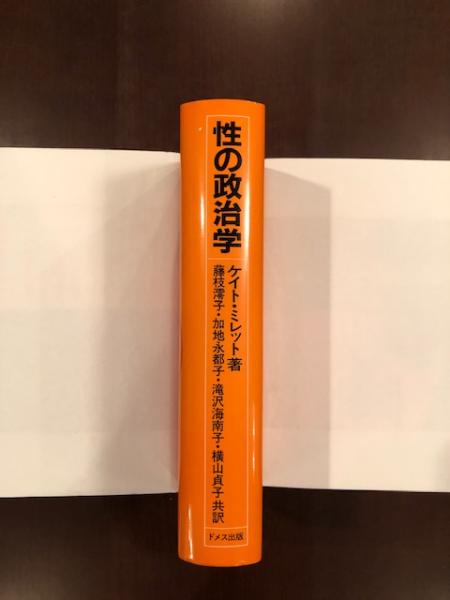 性の政治学
ケイト・ミレット著
藤枝澪子・加地永都子・滝沢海南子・横山貞子共訳
ドメス出版